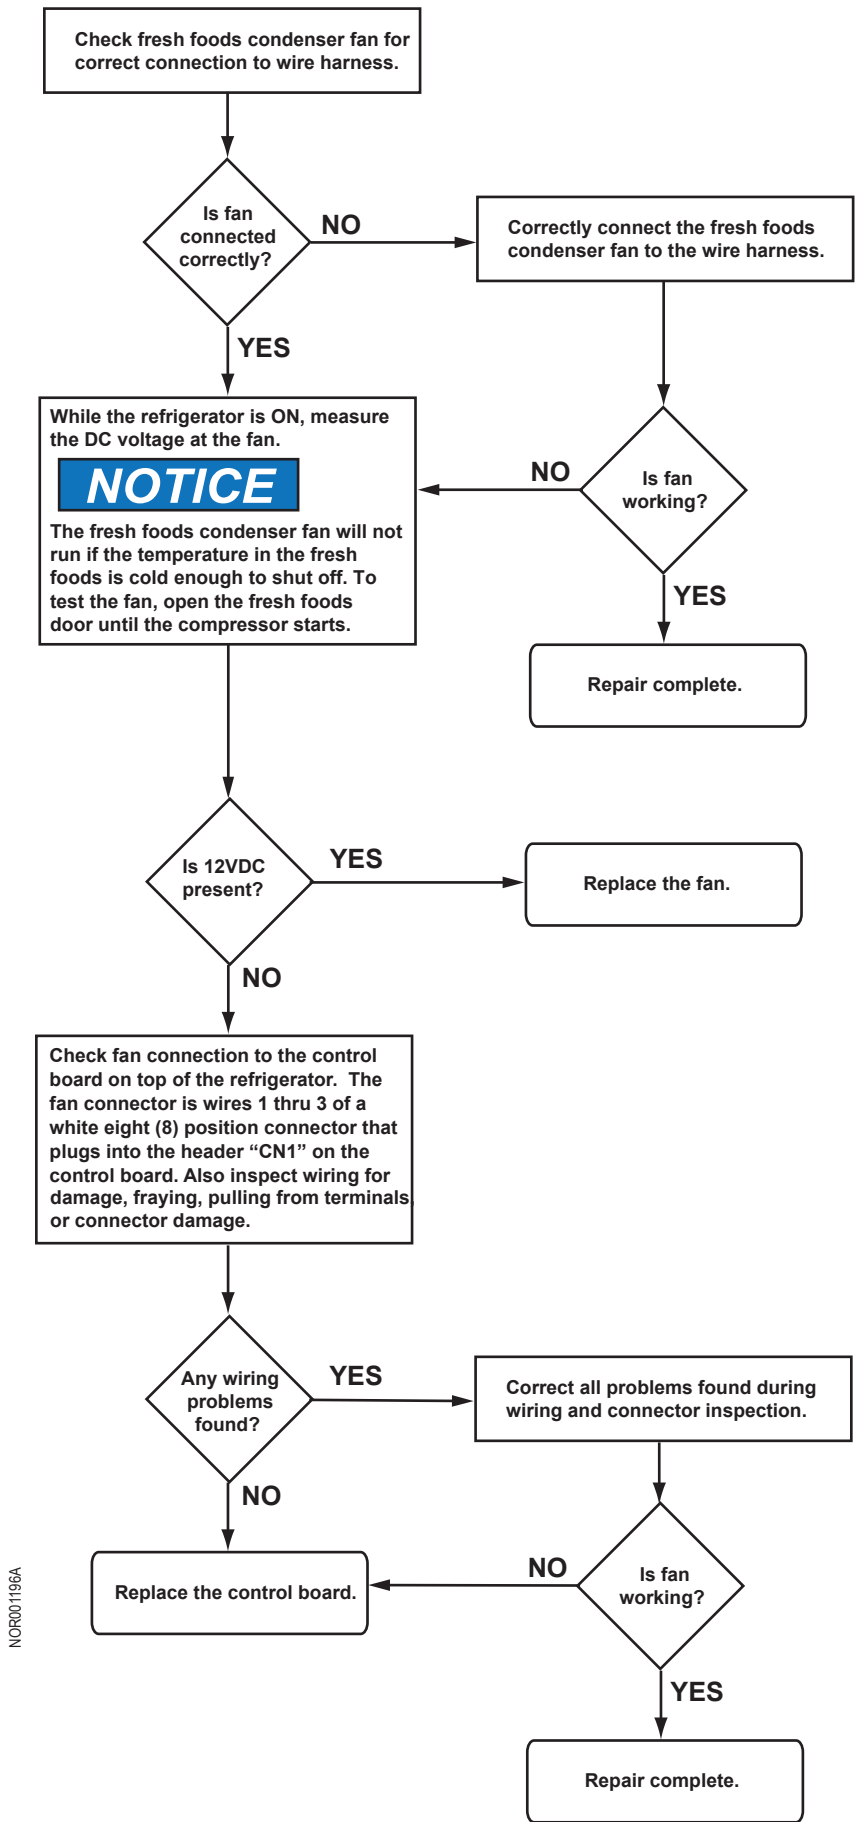 Check fresh foods condenser fan for
correct connection to wire harness.
Is fan
connected
correctly?
NO
Correctly connect the fresh foods
condenser fan to the wire harness.
YES
While the refrigerator is ON, measure
the DC voltage at the fan.
NOTICE
The fresh foods condenser fan will not
run if the temperature in the fresh
foods is cold enough to shut off. To
test the fan, open the fresh foods
door until the compressor starts.
NO
Is fan
working?
YES
Repair complete.
Is 12VDC
present?
YES
Replace the fan.
NO
Check fan connection to the control
board on top of the refrigerator. The
fan connector is wires 1 thru 3 of a
white eight (8) position connector that
plugs into the header “CN1” on the
control board. Also inspect wiring for
damage, fraying, pulling from terminals,
or connector damage.
Any wiring
problems
found?
YES
Correct all problems found during
wiring and connector inspection.
NO
Replace the control board.
NO
Is fan
working?
YES
Repair complete.
NOR001196A